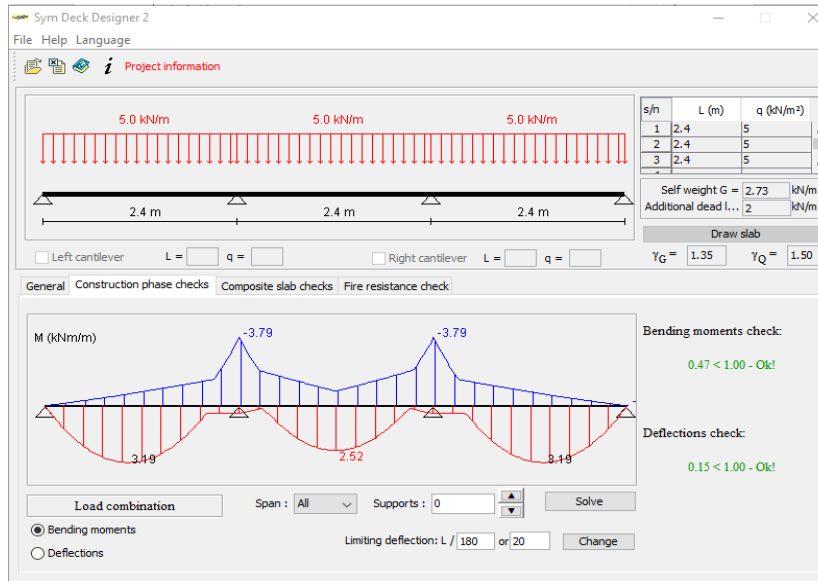 Sym Deck Designer 2
File Help Language
i Project information
5.0 kN/m 5.0 kN/m 5.0 kN/m
2.4 m 2.4 m 2.4 m
Left cantilever L = q = Right cantilever L = q =
s/n L (m) q (kN/m²)
1 2.4 5
2 2.4 5
3 2.4 5
Self weight G = 2.73 kN/m
Additional dead l... 2 kN/m
Draw slab
γG = 1.35 γQ = 1.50
General Construction phase checks Composite slab checks Fire resistance check
M (kNm/m)
-3.79 -3.79
3.19 2.52 3.19
Bending moments check:
0.47 < 1.00 - Ok!
Deflections check:
0.15 < 1.00 - Ok!
Load combination Span : All Supports : 0 Solve
Bending moments
Deflections
Limiting deflection: L / 180 or 20 Change